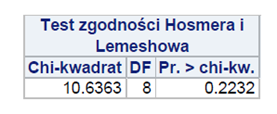 Test zgodności Hosmera i
Lemeshowa
Chi-kwadrat DF Pr. > chi-kw.
10.6363 8 0.2232